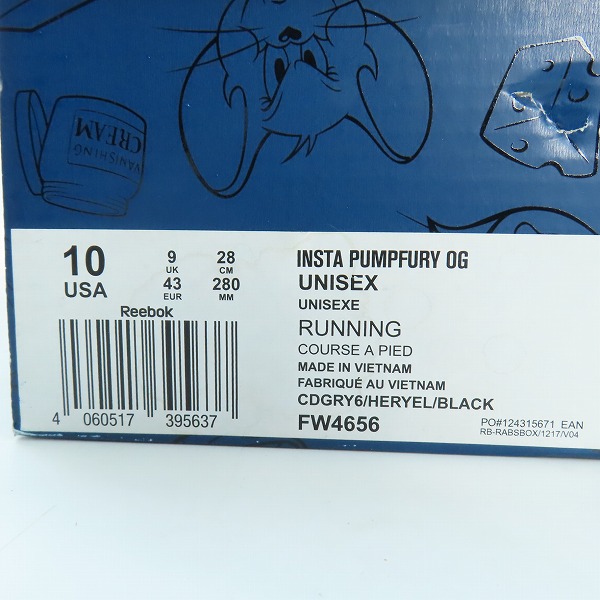 VANISHING
CREAM
10
USA
9
UK
43
EUR
28
CM
280
MM
Reebok
4 060517 395637
INSTA PUMPFURY OG
UNISEX
UNISEXE
RUNNING
COURSE A PIED
MADE IN VIETNAM
FABRIQUÉ AU VIETNAM
CDGRY6/HERYEL/BLACK
FW4656
PO#124315671 EAN
RB-RABSBOX/1217/V04